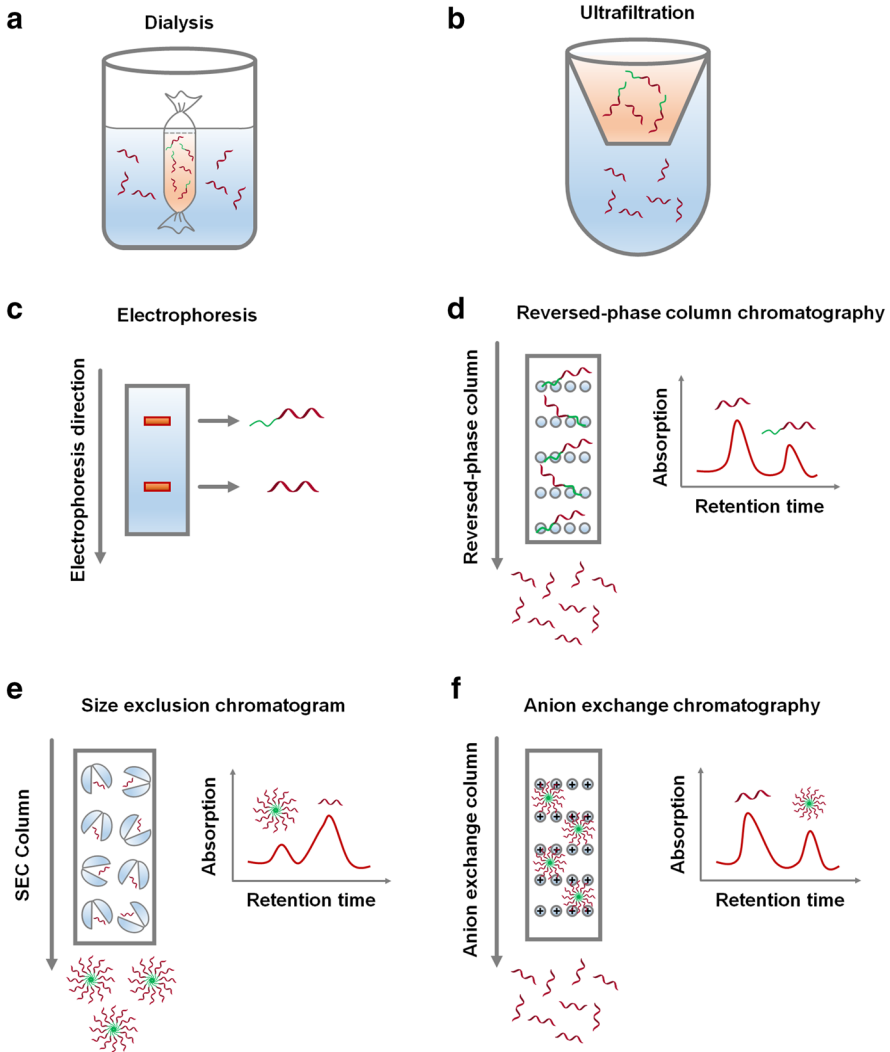 a
Dialysis
b
Ultrafiltration
c
Electrophoresis
Electrophoresis direction
d
Reversed-phase column chromatography
Reversed-phase column
Absorption
Retention time
e
Size exclusion chromatogram
SEC Column
Absorption
Retention time
f
Anion exchange chromatography
Anion exchange column
Absorption
Retention time